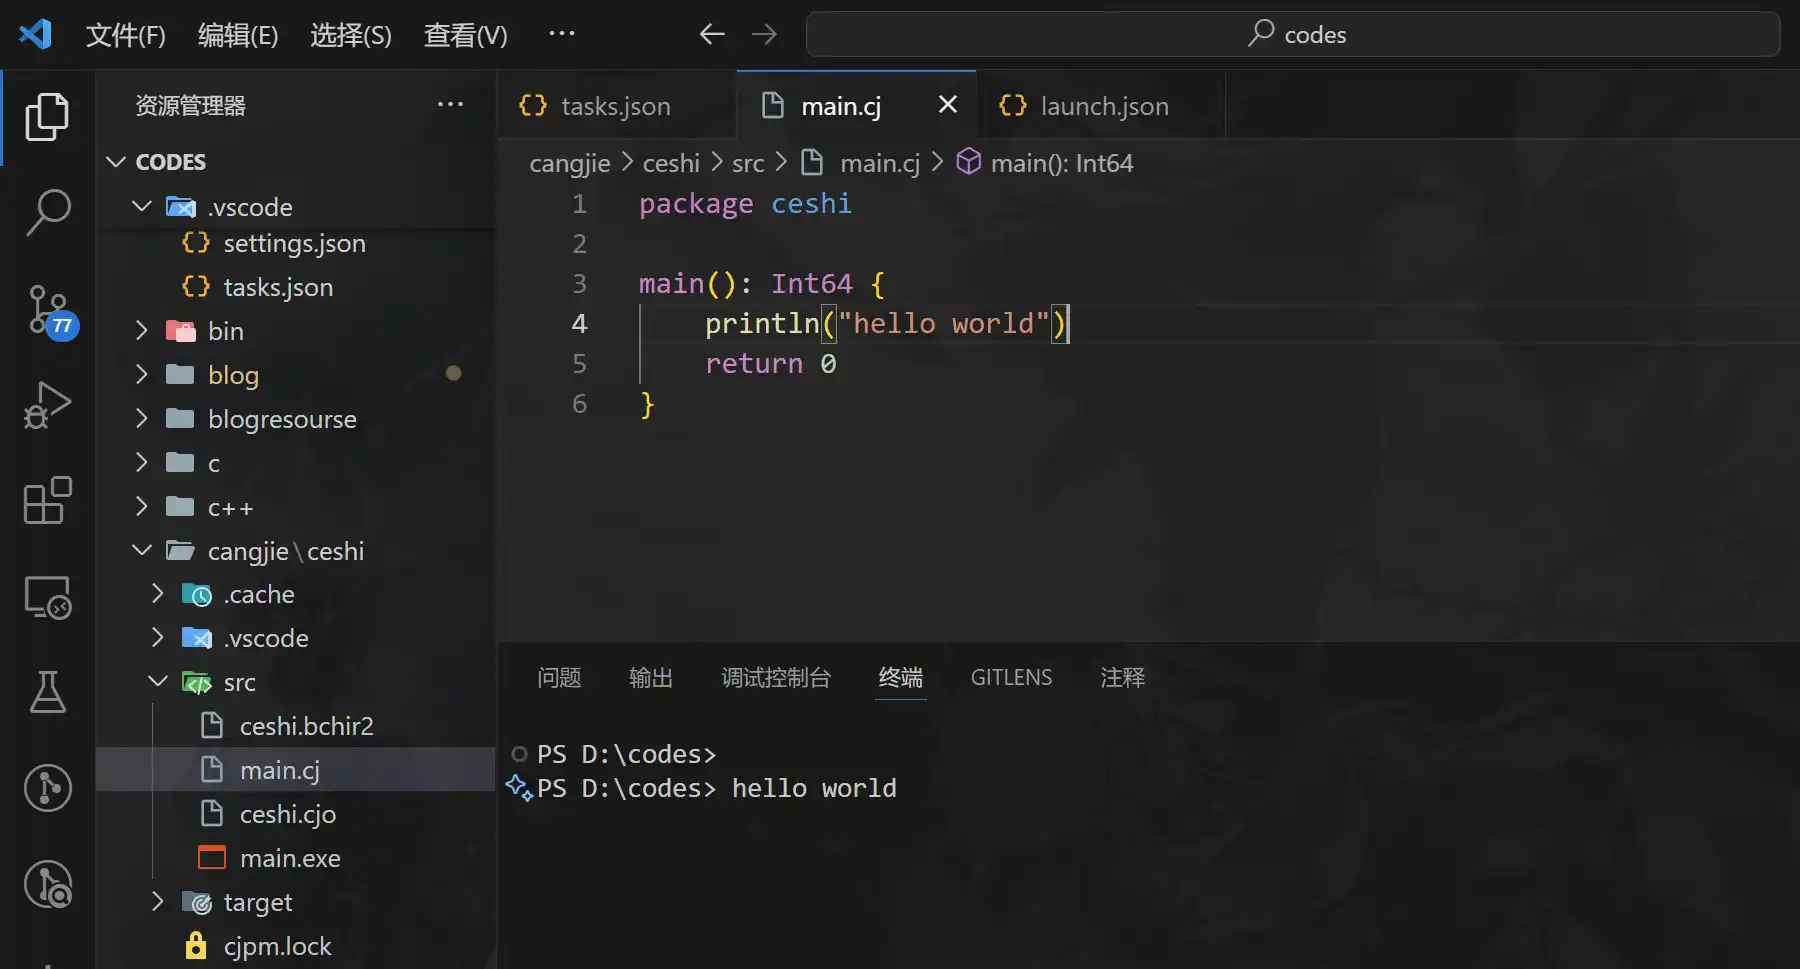 文件(F) 编辑(E) 选择(S) 查看(V) ··· codes
资源管理器 ···
CODES
.vscode
settings.json
tasks.json
bin
blog
blogresourse
c
c++
cangjie\ceshi
.cache
.vscode
src
ceshi.bchir2
main.cj
ceshi.cjo
main.exe
target
cjpm.lock
77
tasks.json main.cj launch.json
cangjie > ceshi > src > main.cj > main(): Int64
1 package ceshi
2
3 main(): Int64 {
4 println("hello world")
5 return 0
6 }
问题 输出 调试控制台 终端 GITLENS 注释
PS D:\codes>
PS D:\codes> hello world